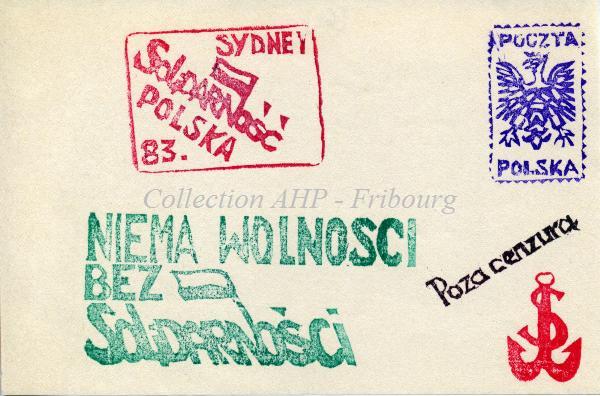 SYDNEY
SOLIDARNOŚĆ
POLSKA
83.
POCZTA
POLSKA
Collection AHP - Fribourg
NIEMA WOLNOSCI
BEZ
SOLIDARNOŚCI
Poza cenzurą